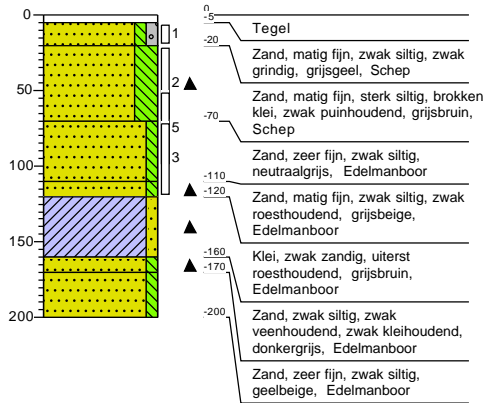 0
50
100
150
200
1
2
5
3
0
-5
Tegel
-20
Zand, matig fijn, zwak siltig, zwak
grindig, grijsgeel, Schep
Zand, matig fijn, sterk siltig, brokken
klei, zwak puinhoudend, grijsbruin,
Schep
-70
Zand, zeer fijn, zwak siltig,
neutraalgrijs, Edelmanboor
-110
-120
Zand, matig fijn, zwak siltig, zwak
roesthoudend, grijsbeige,
Edelmanboor
-160
Klei, zwak zandig, uiterst
roesthoudend, grijsbruin,
Edelmanboor
-170
Zand, zwak siltig, zwak
veenhoudend, zwak kleihoudend,
donkergrijs, Edelmanboor
-200
Zand, zeer fijn, zwak siltig,
geelbeige, Edelmanboor